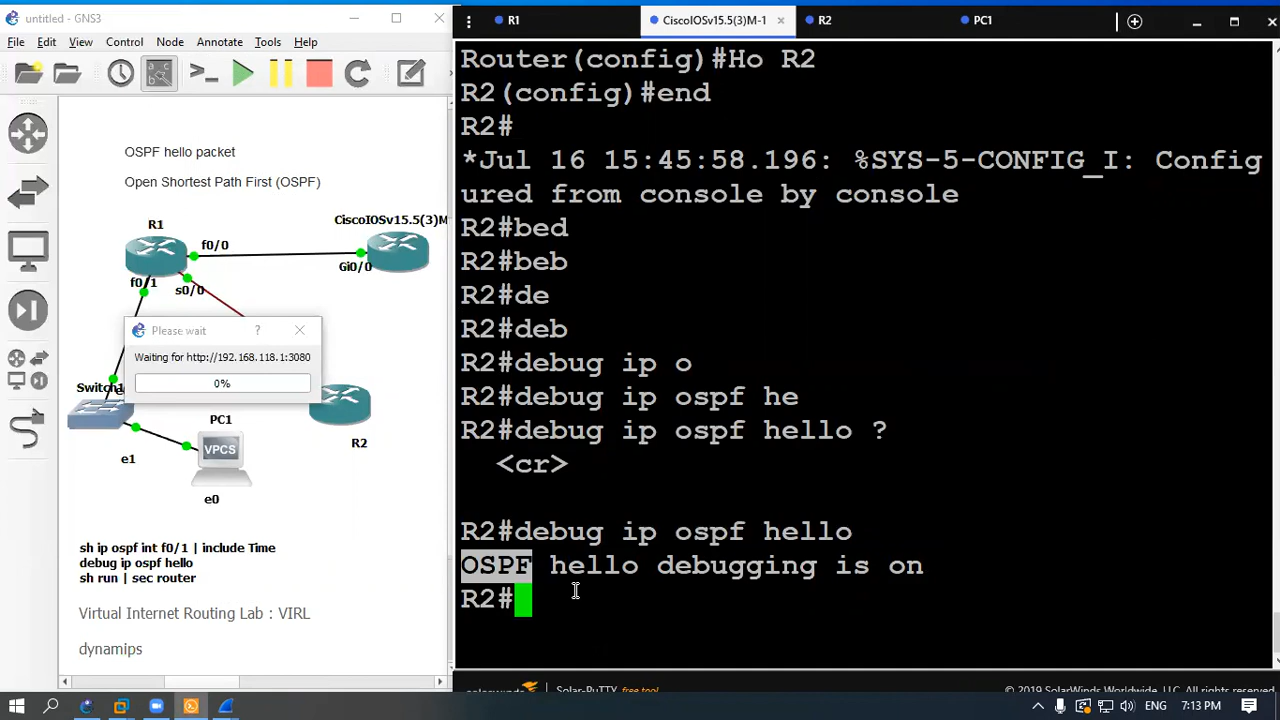 untitled - GNS3
File Edit View Control Node Annotate Tools Help
OSPF hello packet
Open Shortest Path First (OSPF)
R1
f0/0
CiscoIOSv15.5(3)M
Gi0/0
f0/1
s0/0
Please wait
?
Waiting for http://192.168.118.1:3080
0%
Switch1
PC1
VPCS
R2
e1
e0
sh ip ospf int f0/1 | include Time
debug ip ospf hello
sh run | sec router
Virtual Internet Routing Lab : VIRL
dynamips
R1
CiscoIOSv15.5(3)M-1
R2
PC1
Router(config)#Ho R2
R2(config)#end
R2#
*Jul 16 15:45:58.196: %SYS-5-CONFIG_I: Config
ured from console by console
R2#bed
R2#beb
R2#de
R2#deb
R2#debug ip o
R2#debug ip ospf he
R2#debug ip ospf hello ?
<cr>
R2#debug ip ospf hello
OSPF hello debugging is on
R2#
solarwinds
Solar-PuTTY free tool
© 2019 SolarWinds Worldwide, LLC. All rights reserved.
ENG
7:13 PM